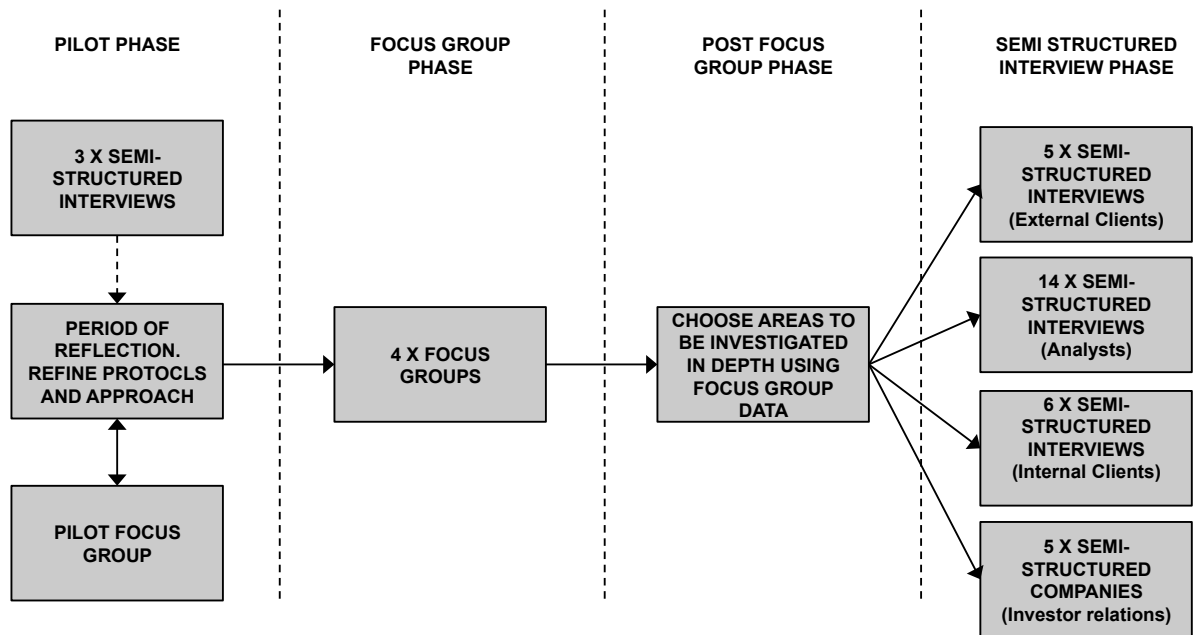 PILOT PHASE
FOCUS GROUP
PHASE
POST FOCUS
GROUP PHASE
SEMI STRUCTURED
INTERVIEW PHASE
3 X SEMI-
STRUCTURED
INTERVIEWS
PERIOD OF
REFLECTION.
REFINE PROTOCLS
AND APPROACH
PILOT FOCUS
GROUP
4 X FOCUS
GROUPS
CHOOSE AREAS TO
BE INVESTIGATED
IN DEPTH USING
FOCUS GROUP
DATA
5 X SEMI-
STRUCTURED
INTERVIEWS
(External Clients)
14 X SEMI-
STRUCTURED
INTERVIEWS
(Analysts)
6 X SEMI-
STRUCTURED
INTERVIEWS
(Internal Clients)
5 X SEMI-
STRUCTURED
COMPANIES
(Investor relations)